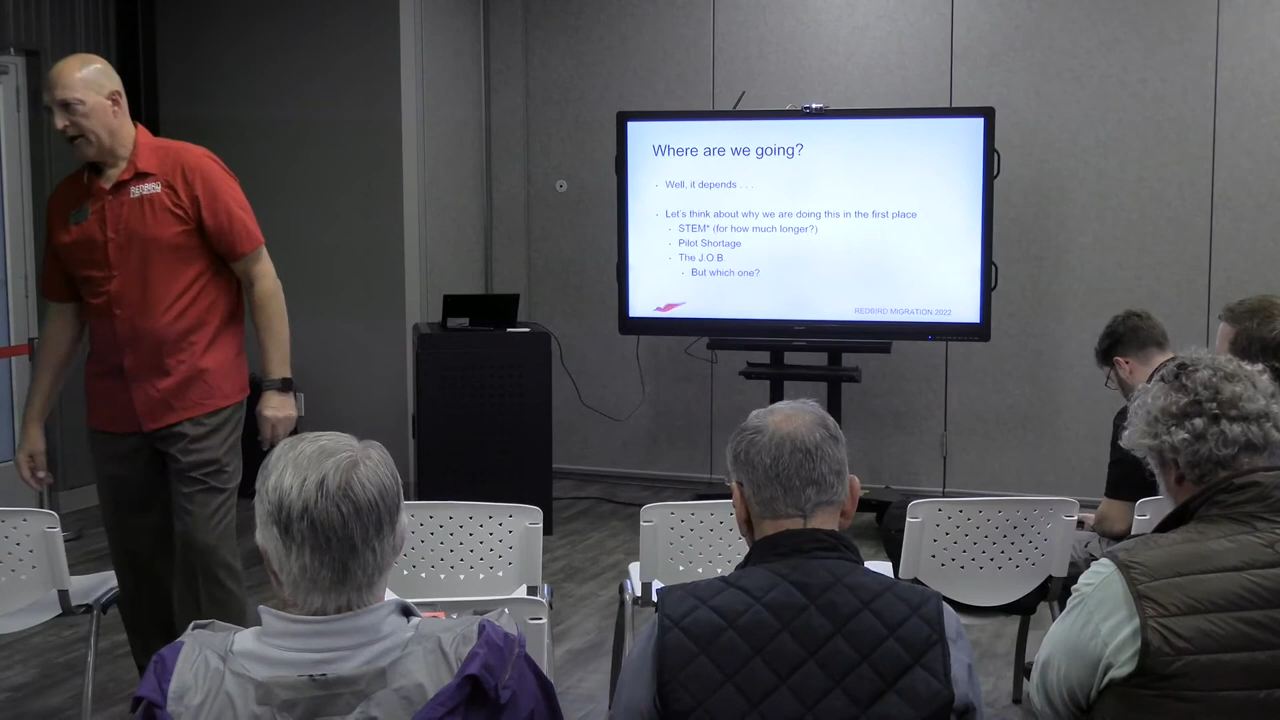 REDBIRD
Where are we going?
Well, it depends . . .
Let's think about why we are doing this in the first place
STEM* (for how much longer?)
Pilot Shortage
The J.O.B.
But which one?
REDBIRD MIGRATION 2022